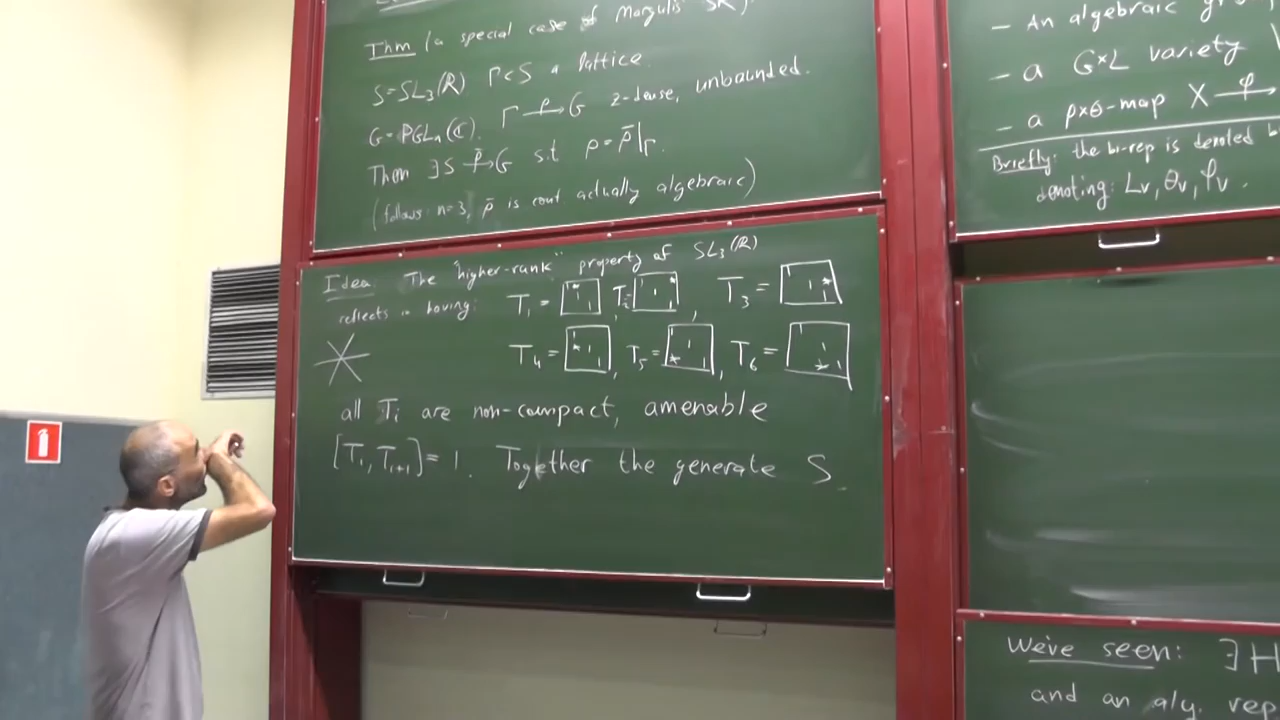 Thm (a special case of Margulis SR).
S=SL₃(ℝ) Γ<S a lattice.
G=PGLₙ(ℂ). Γ →ρ G z-dense, unbounded.
Then ∃S →ρ̄ G s.t ρ=ρ̄|Γ.
(follows: n=3, ρ̄ is cont. actually algebraic)
Idea: The "higher-rank" property of SL₃(ℝ)
reflects in having: T₁ = , T₂= , T₃ =
T₄= , T₅= , T₆ =
all Tᵢ are non-compact, amenable
[Tᵢ, Tᵢ₊₁]=1. Together the generate S.
- An algebraic
- a G×L variety
- a ρ×θ-map X →φ
Briefly: the bi-rep is denoted
denoting: Lᵥ, θᵥ, ρᵥ.
We've seen: ∃H
and an alg. rep